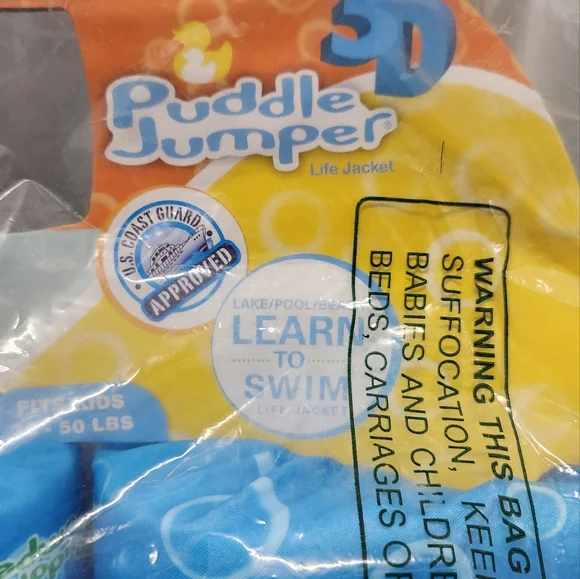 3D
Puddle
Jumper®
Life Jacket
U.S. COAST GUARD
APPROVED
LAKE/POOL/
LEARN
TO
SWIM
LIFE JACKET
FITS KIDS
50 LBS
WARNING THIS BAG
SUFFOCATION, KEE
BABIES AND CHILDRE
BEDS, CARRIAGES O